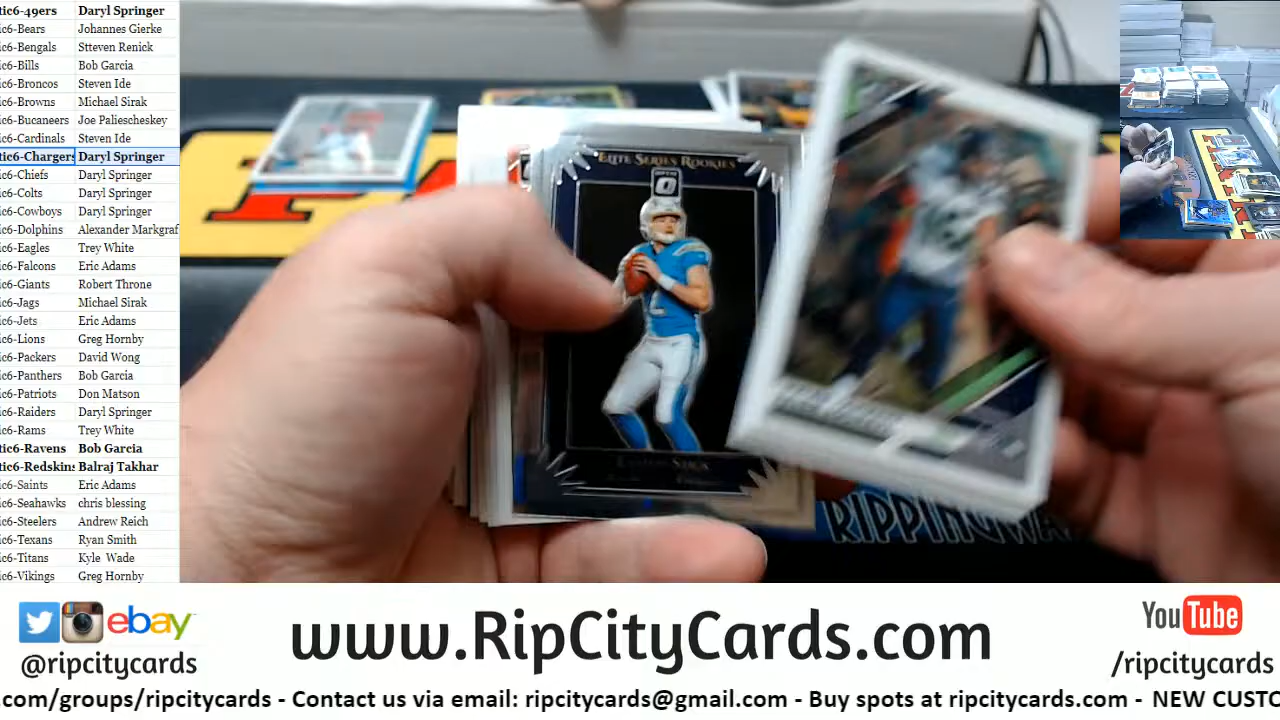 tic6-49ers Daryl Springer
ic6-Bears Johannes Gierke
ic6-Bengals Stteven Renick
ic6-Bills Bob Garcia
ic6-Broncos Steven Ide
ic6-Browns Michael Sirak
ic6-Bucaneers Joe Paliescheskey
ic6-Cardinals Steven Ide
tic6-Chargers Daryl Springer
ic6-Chiefs Daryl Springer
ic6-Colts Daryl Springer
ic6-Cowboys Daryl Springer
ic6-Dolphins Alexander Markgraf
ic6-Eagles Trey White
ic6-Falcons Eric Adams
ic6-Giants Robert Throne
ic6-Jags Michael Sirak
ic6-Jets Eric Adams
ic6-Lions Greg Hornby
ic6-Packers David Wong
ic6-Panthers Bob Garcia
ic6-Patriots Don Matson
ic6-Raiders Daryl Springer
ic6-Rams Trey White
tic6-Ravens Bob Garcia
tic6-Redskins Balraj Takhar
ic6-Saints Eric Adams
ic6-Seahawks chris blessing
ic6-Steelers Andrew Reich
ic6-Texans Ryan Smith
ic6-Titans Kyle Wade
ic6-Vikings Greg Hornby
ELITE SERIES ROOKIES
RIPPINGWA
ebay
@ripcitycards
www.RipCityCards.com
YouTube
/ripcitycards
.com/groups/ripcitycards - Contact us via email: ripcitycards@gmail.com - Buy spots at ripcitycards.com - NEW CUSTO